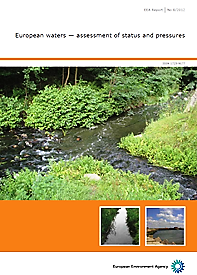 EEA Report No 8/2012
European waters — assessment of status and pressures
European Environment Agency